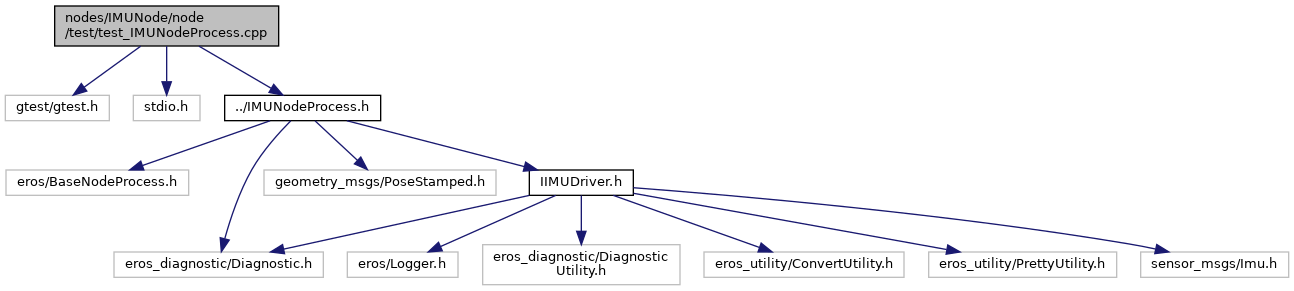 nodes/IMUNode/node
/test/test_IMUNodeProcess.cpp
gtest/gtest.h
stdio.h
../IMUNodeProcess.h
eros/BaseNodeProcess.h
geometry_msgs/PoseStamped.h
IIMUDriver.h
eros_diagnostic/Diagnostic.h
eros/Logger.h
eros_diagnostic/Diagnostic
Utility.h
eros_utility/ConvertUtility.h
eros_utility/PrettyUtility.h
sensor_msgs/Imu.h